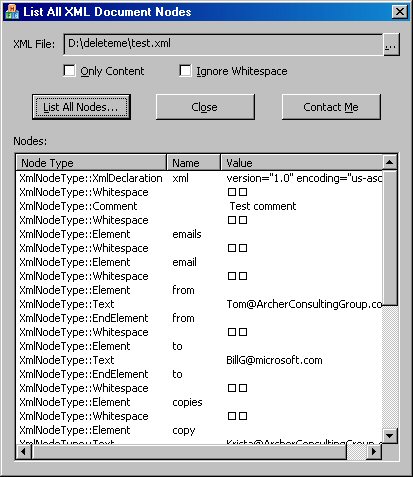 List All XML Document Nodes
XML File: D:\deleteme\test.xml ...
Only Content Ignore Whitespace
List All Nodes... Close Contact Me
Nodes:
Node Type Name Value
XmlNodeType::XmlDeclaration xml version="1.0" encoding="us-asc
XmlNodeType::Whitespace
XmlNodeType::Comment Test comment
XmlNodeType::Whitespace
XmlNodeType::Element emails
XmlNodeType::Whitespace
XmlNodeType::Element email
XmlNodeType::Whitespace
XmlNodeType::Element from
XmlNodeType::Text Tom@ArcherConsultingGroup.co
XmlNodeType::EndElement from
XmlNodeType::Whitespace
XmlNodeType::Element to
XmlNodeType::Text BillG@microsoft.com
XmlNodeType::EndElement to
XmlNodeType::Whitespace
XmlNodeType::Element copies
XmlNodeType::Whitespace
XmlNodeType::Element copy
XmlNodeType::Text Krista@ArcherConsultingGroup.c